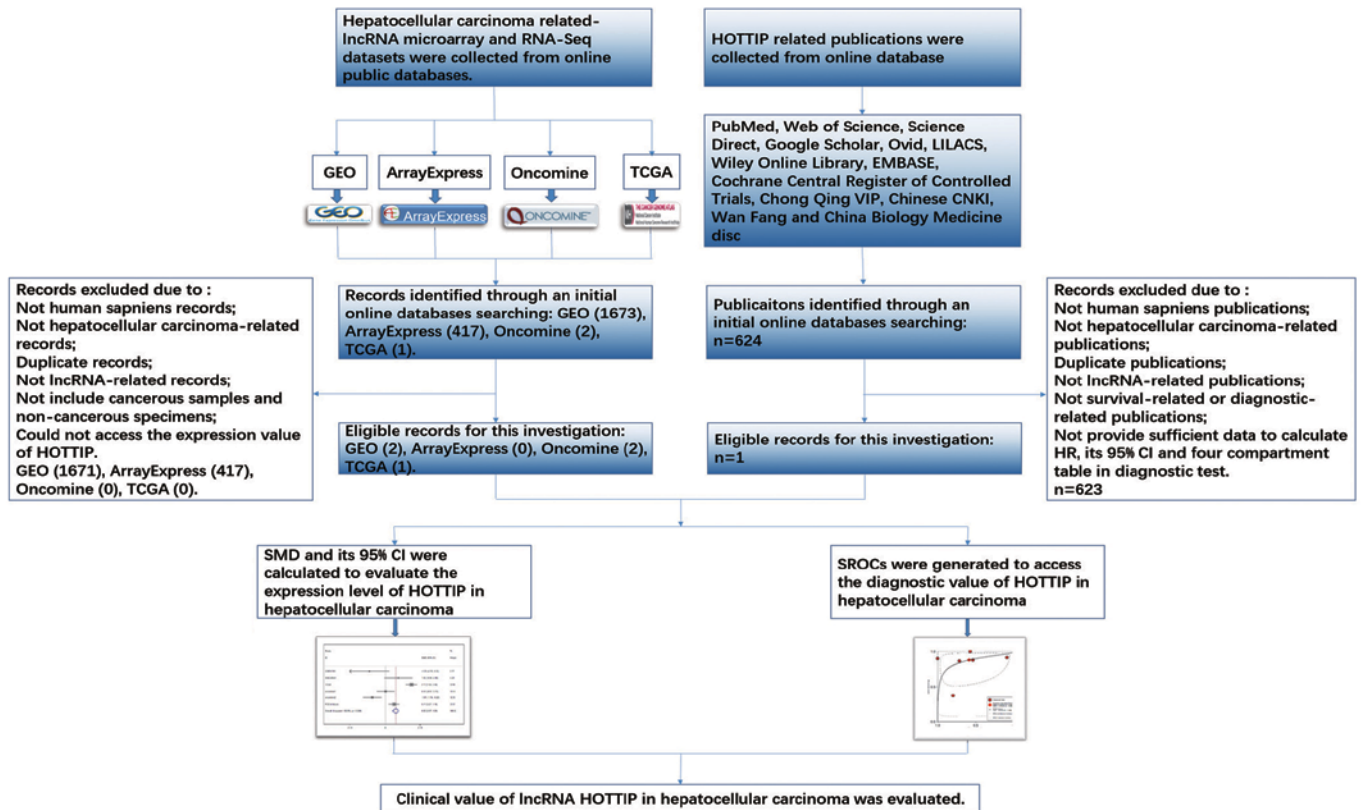 Hepatocellular carcinoma related-
lncRNA microarray and RNA-Seq
datasets were collected from online
public databases.
HOTTIP related publications were
collected from online database
GEO
ArrayExpress
Oncomine
TCGA
GEO
ArrayExpress
ONCOMINE
PubMed, Web of Science, Science
Direct, Google Scholar, Ovid, LILACS,
Wiley Online Library, EMBASE,
Cochrane Central Register of Controlled
Trials, Chong Qing VIP, Chinese CNKI,
Wan Fang and China Biology Medicine
disc
Records excluded due to :
Not human sapniens records;
Not hepatocellular carcinoma-related
records;
Duplicate records;
Not lncRNA-related records;
Not include cancerous samples and
non-cancerous specimens;
Could not access the expression value
of HOTTIP.
GEO (1671), ArrayExpress (417),
Oncomine (0), TCGA (0).
Records identified through an initial
online databases searching: GEO (1673),
ArrayExpress (417), Oncomine (2),
TCGA (1).
Publicaitons identified through an
initial online databases searching:
n=624
Records excluded due to :
Not human sapniens publications;
Not hepatocellular carcinoma-related
publications;
Duplicate publications;
Not lncRNA-related publications;
Not survival-related or diagnostic-
related publications;
Not provide sufficient data to calculate
HR, its 95% CI and four compartment
table in diagnostic test.
n=623
Eligible records for this investigation:
GEO (2), ArrayExpress (0), Oncomine (2),
TCGA (1).
Eligible records for this investigation:
n=1
SMD and its 95% CI were
calculated to evaluate the
expression level of HOTTIP in
hepatocellular carcinoma
SROCs were generated to access
the diagnostic value of HOTTIP in
hepatocellular carcinoma
Clinical value of lncRNA HOTTIP in hepatocellular carcinoma was evaluated.